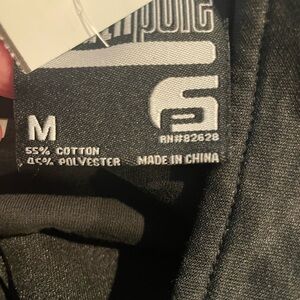 M
55% COTTON
45% POLYESTER
RN#82628
MADE IN CHINA